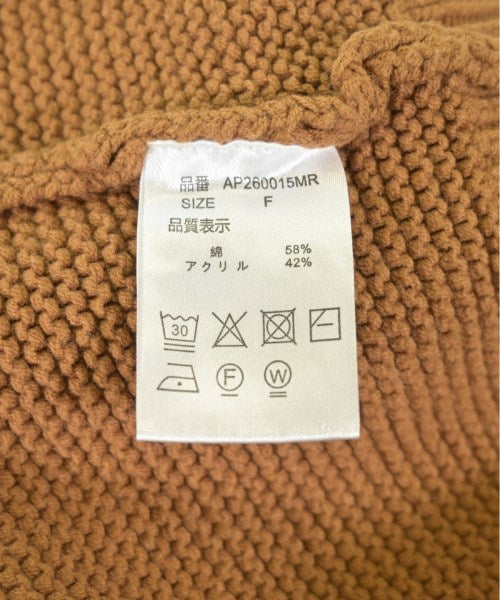 品番 AP260015MR
SIZE F
品質表示
綿 58%
アクリル 42%
30
F W